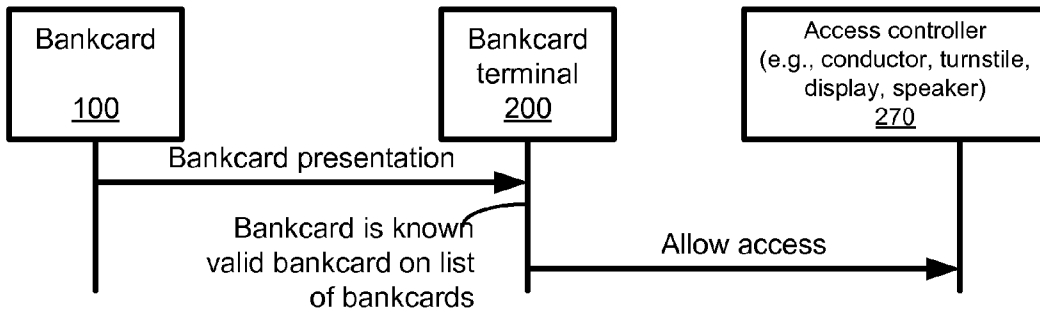 Bankcard
100
Bankcard
terminal
200
Access controller
(e.g., conductor, turnstile,
display, speaker)
270
Bankcard presentation
Bankcard is known
valid bankcard on list
of bankcards
Allow access